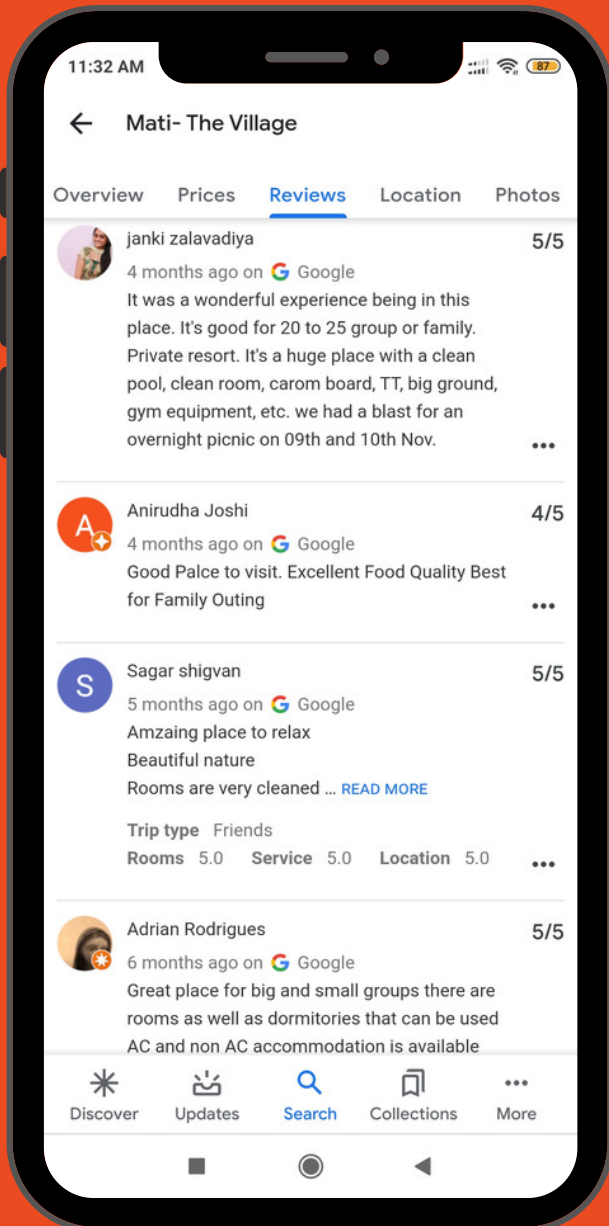 11:32 AM
87
Mati- The Village
Overview Prices Reviews Location Photos
janki zalavadiya 5/5
4 months ago on G Google
It was a wonderful experience being in this
place. It's good for 20 to 25 group or family.
Private resort. It's a huge place with a clean
pool, clean room, carom board, TT, big ground,
gym equipment, etc. we had a blast for an
overnight picnic on 09th and 10th Nov.
A
Anirudha Joshi 4/5
4 months ago on G Google
Good Palce to visit. Excellent Food Quality Best
for Family Outing
S
Sagar shigvan 5/5
5 months ago on G Google
Amzaing place to relax
Beautiful nature
Rooms are very cleaned ... READ MORE
Trip type Friends
Rooms 5.0 Service 5.0 Location 5.0
Adrian Rodrigues 5/5
6 months ago on G Google
Great place for big and small groups there are
rooms as well as dormitories that can be used
AC and non AC accommodation is available
Discover Updates Search Collections More